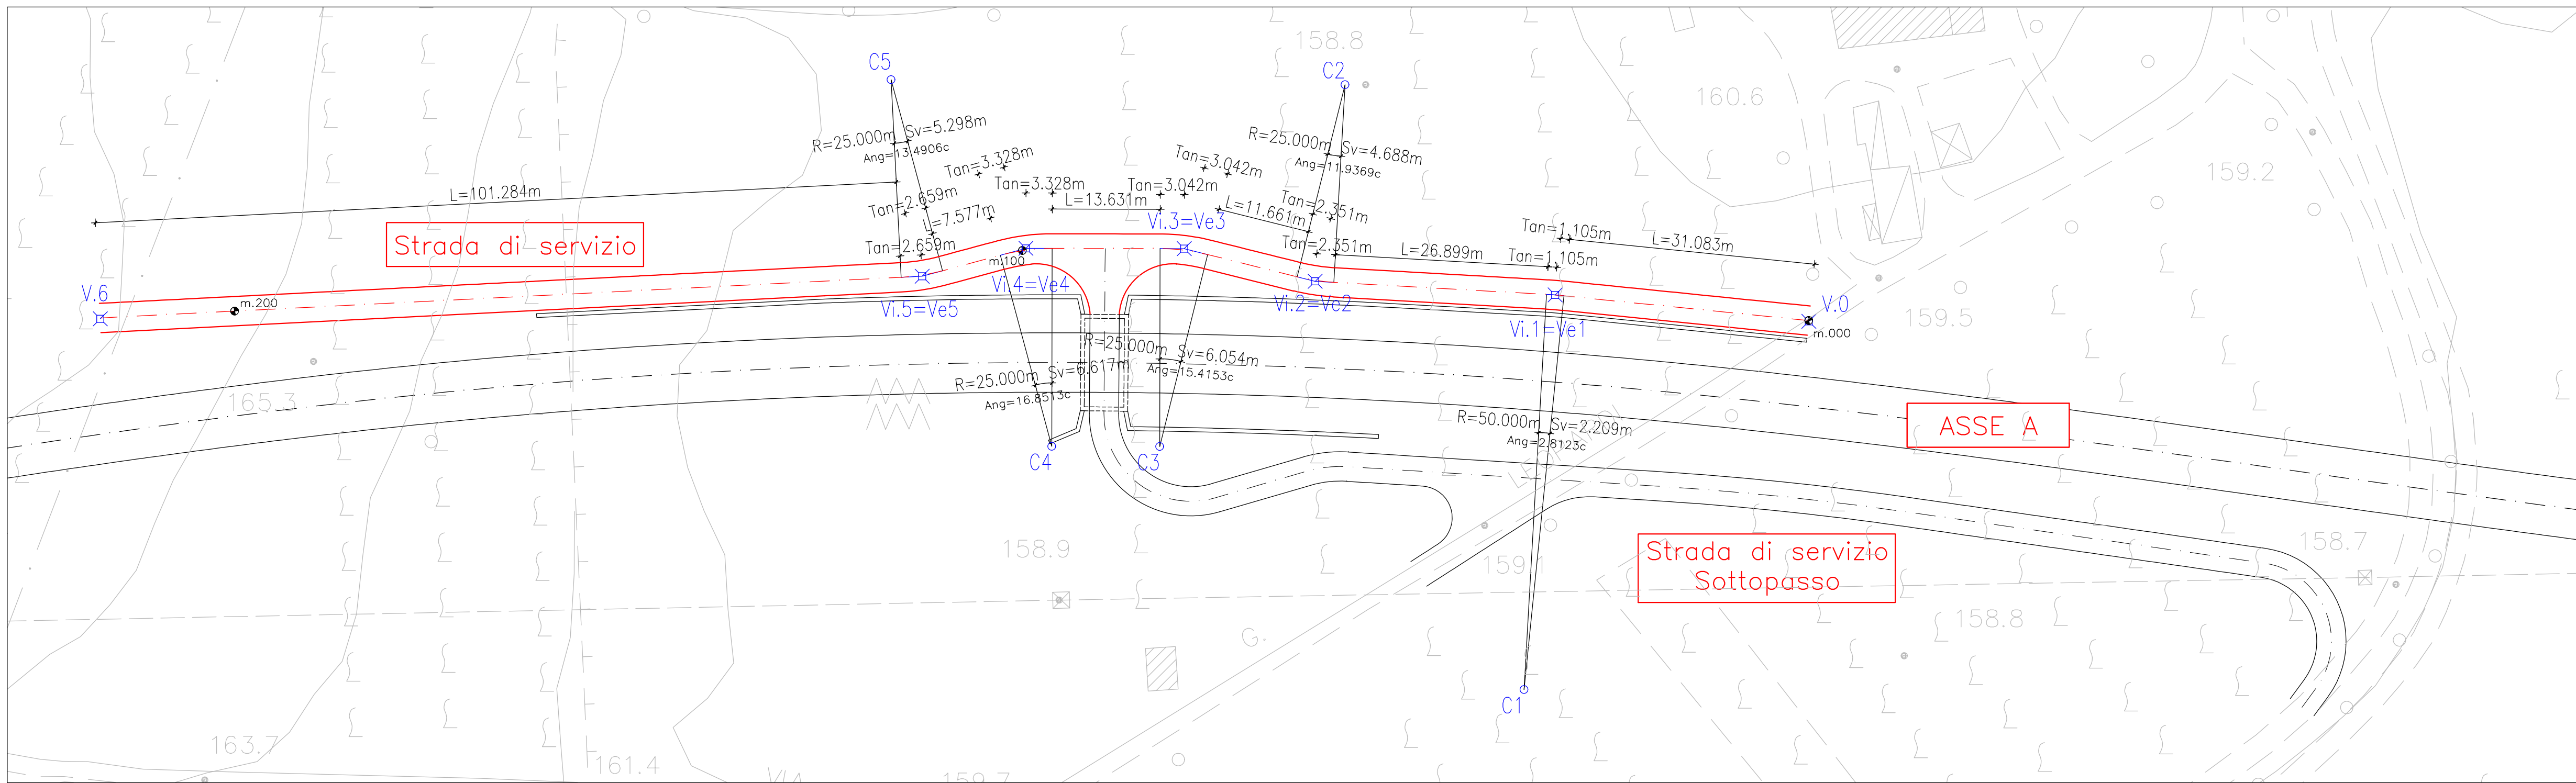 158.8
C5
C2
160.6
R=25.000m Sv=5.298m
Ang=13.4906c
R=25.000m Sv=4.688m
Ang=11.9369c
Tan=3.328m
Tan=3.042m
159.2
L=101.284m
Tan=3.328m
Tan=3.042m
Tan=2.659m
L=13.631m
Tan=2.351m
L=11.661m
=7.577m
Vi.3=Ve3
Strada di servizio
Tan=2.659m
Tan=2.351m
L=26.899m
Tan=1.105m
Tan=1.105m
L=31.083m
m.100
Vi.4=Ve4
V.6
m.200
Vi.5=Ve5
Vi.2=Ve2
Vi.1=Ve1
V.0
m.000
159.5
R=25.000m Sv=6.054m
Ang=15.4153c
R=25.000m Sv=6.617m
Ang=16.8513c
165.3
R=50.000m Sv=2.209m
Ang=2.8123c
ASSE A
C4
C3
158.9
159.1
Strada di servizio
Sottopasso
158.7
158.8
G.
C1
163.7
161.4
VIA
159.7